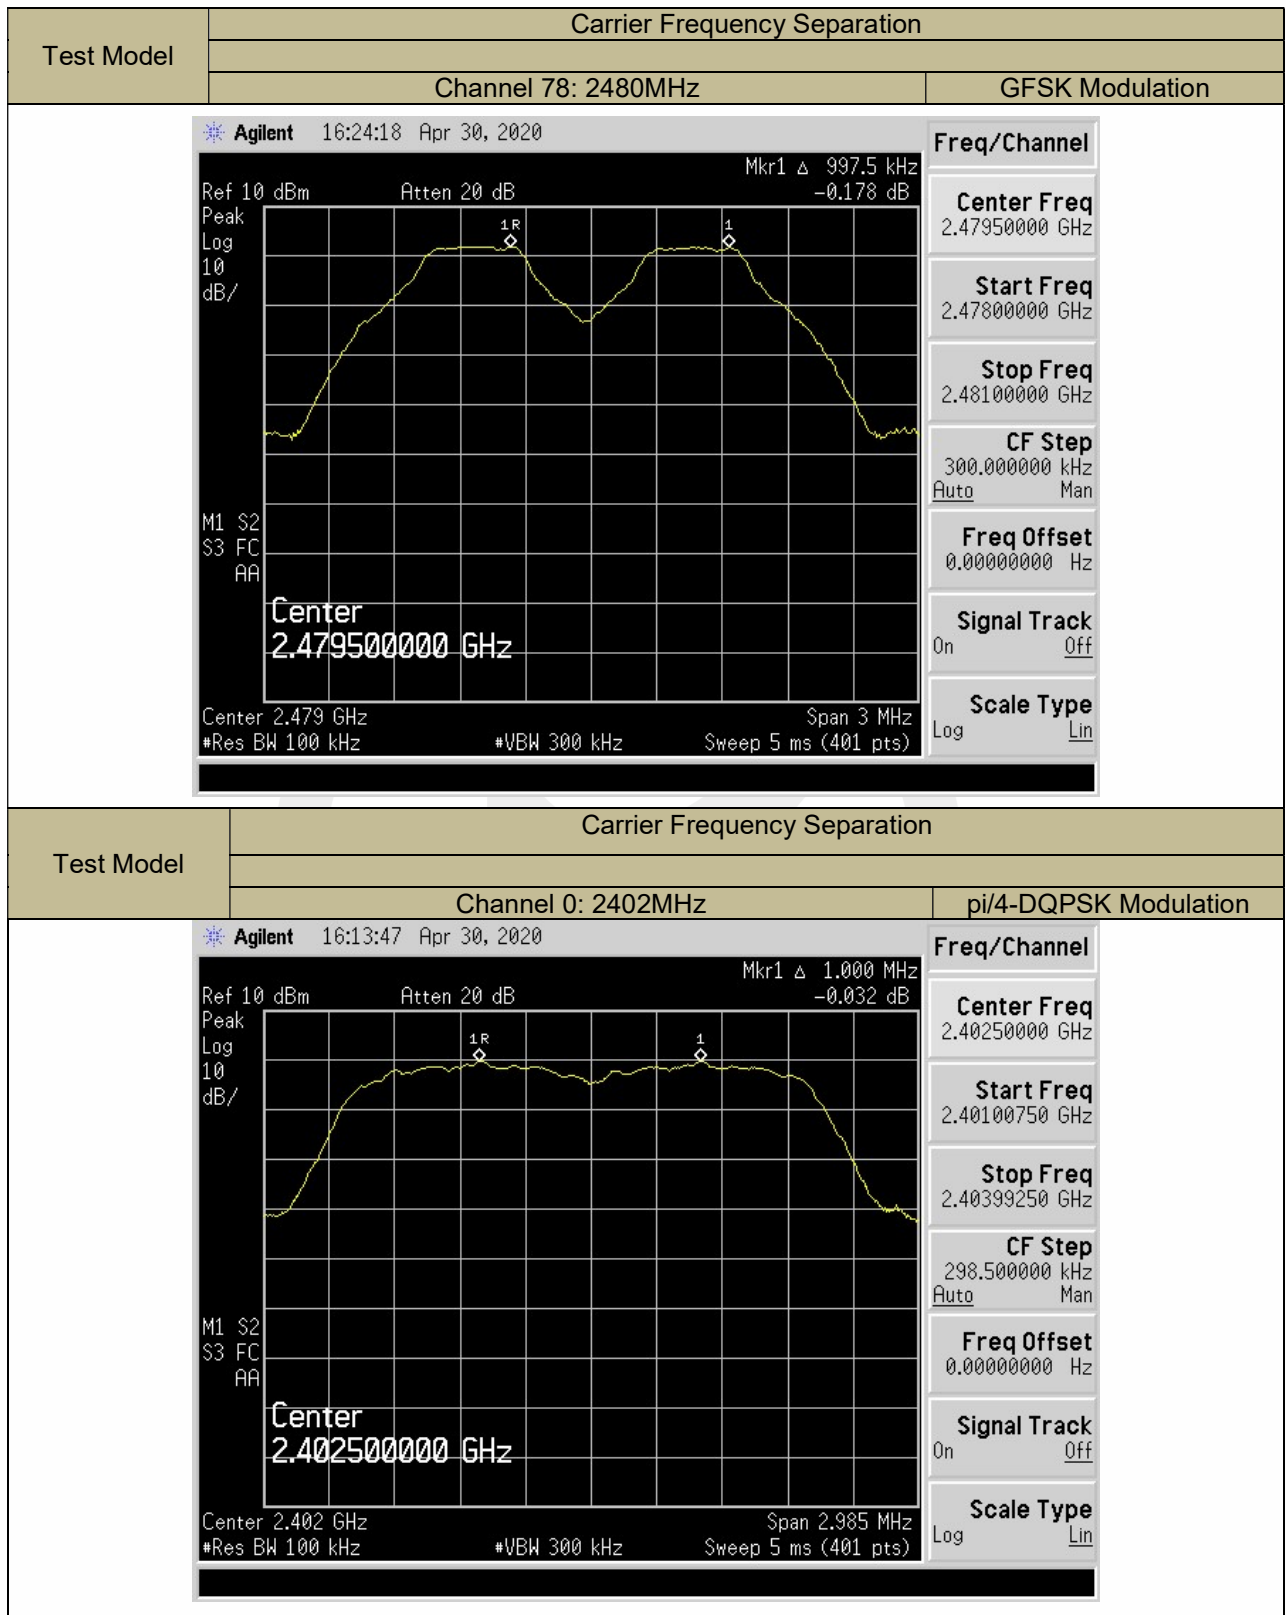 Carrier Frequency Separation
Test Model
Channel 78: 2480MHz GFSK Modulation
Agilent 16:24:18 Apr 30, 2020
Freq/Channel
Mkr1 Δ 997.5 kHz
Ref 10 dBm Atten 20 dB -0.178 dB
Peak
Log
10
dB/
1R 1
Center Freq
2.47950000 GHz
Start Freq
2.47800000 GHz
Stop Freq
2.48100000 GHz
CF Step
300.000000 kHz
Auto Man
M1 S2
S3 FC
AA
Freq Offset
0.00000000 Hz
Center
2.479500000 GHz
Signal Track
On Off
Scale Type
Log Lin
Center 2.479 GHz Span 3 MHz
#Res BW 100 kHz #VBW 300 kHz Sweep 5 ms (401 pts)
Carrier Frequency Separation
Test Model
Channel 0: 2402MHz pi/4-DQPSK Modulation
Agilent 16:13:47 Apr 30, 2020
Freq/Channel
Mkr1 Δ 1.000 MHz
Ref 10 dBm Atten 20 dB -0.032 dB
Peak
Log
10
dB/
1R 1
Center Freq
2.40250000 GHz
Start Freq
2.40100750 GHz
Stop Freq
2.40399250 GHz
CF Step
298.500000 kHz
Auto Man
M1 S2
S3 FC
AA
Freq Offset
0.00000000 Hz
Center
2.402500000 GHz
Signal Track
On Off
Scale Type
Log Lin
Center 2.402 GHz Span 2.985 MHz
#Res BW 100 kHz #VBW 300 kHz Sweep 5 ms (401 pts)